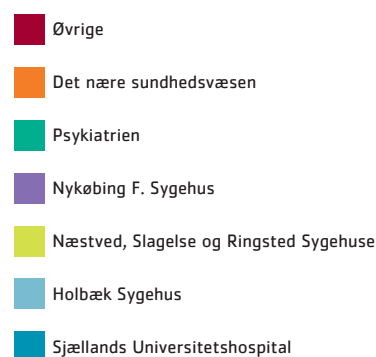 Øvrige
Det nære sundhedsvæsen
Psykiatrien
Nykøbing F. Sygehus
Næstved, Slagelse og Ringsted Sygehuse
Holbæk Sygehus
Sjællands Universitetshospital